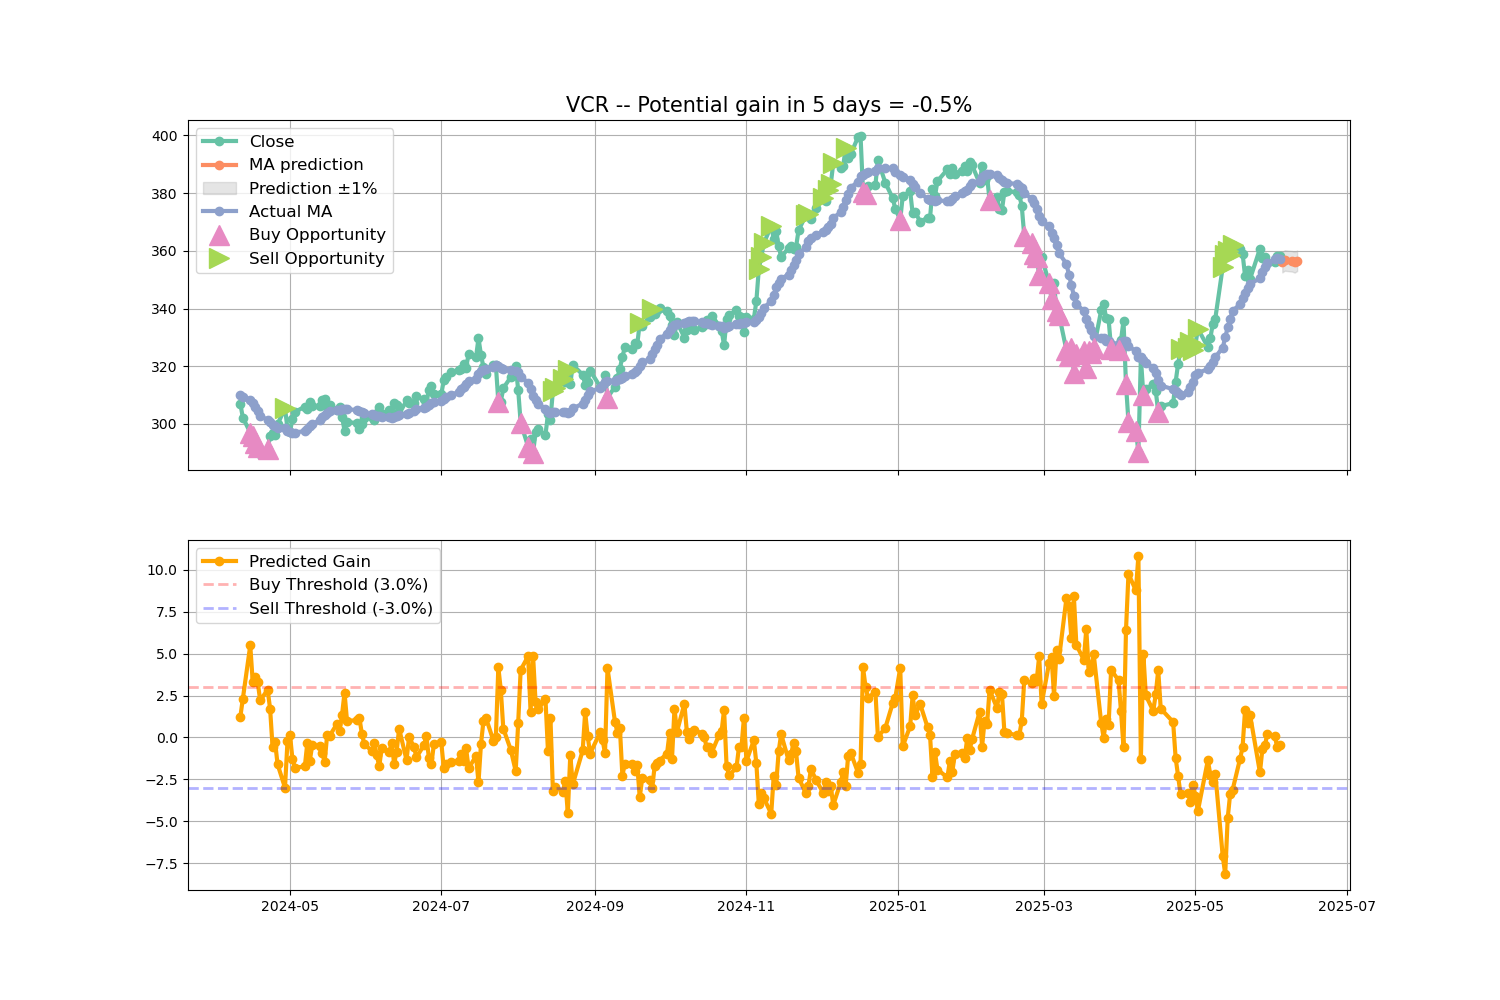 VCR -- Potential gain in 5 days = -0.5%
400
380
360
340
320
300
Close
MA prediction
Prediction ±1%
Actual MA
Buy Opportunity
Sell Opportunity
10.0
7.5
5.0
2.5
0.0
−2.5
−5.0
−7.5
Predicted Gain
Buy Threshold (3.0%)
Sell Threshold (-3.0%)
2024-05
2024-07
2024-09
2024-11
2025-01
2025-03
2025-05
2025-07